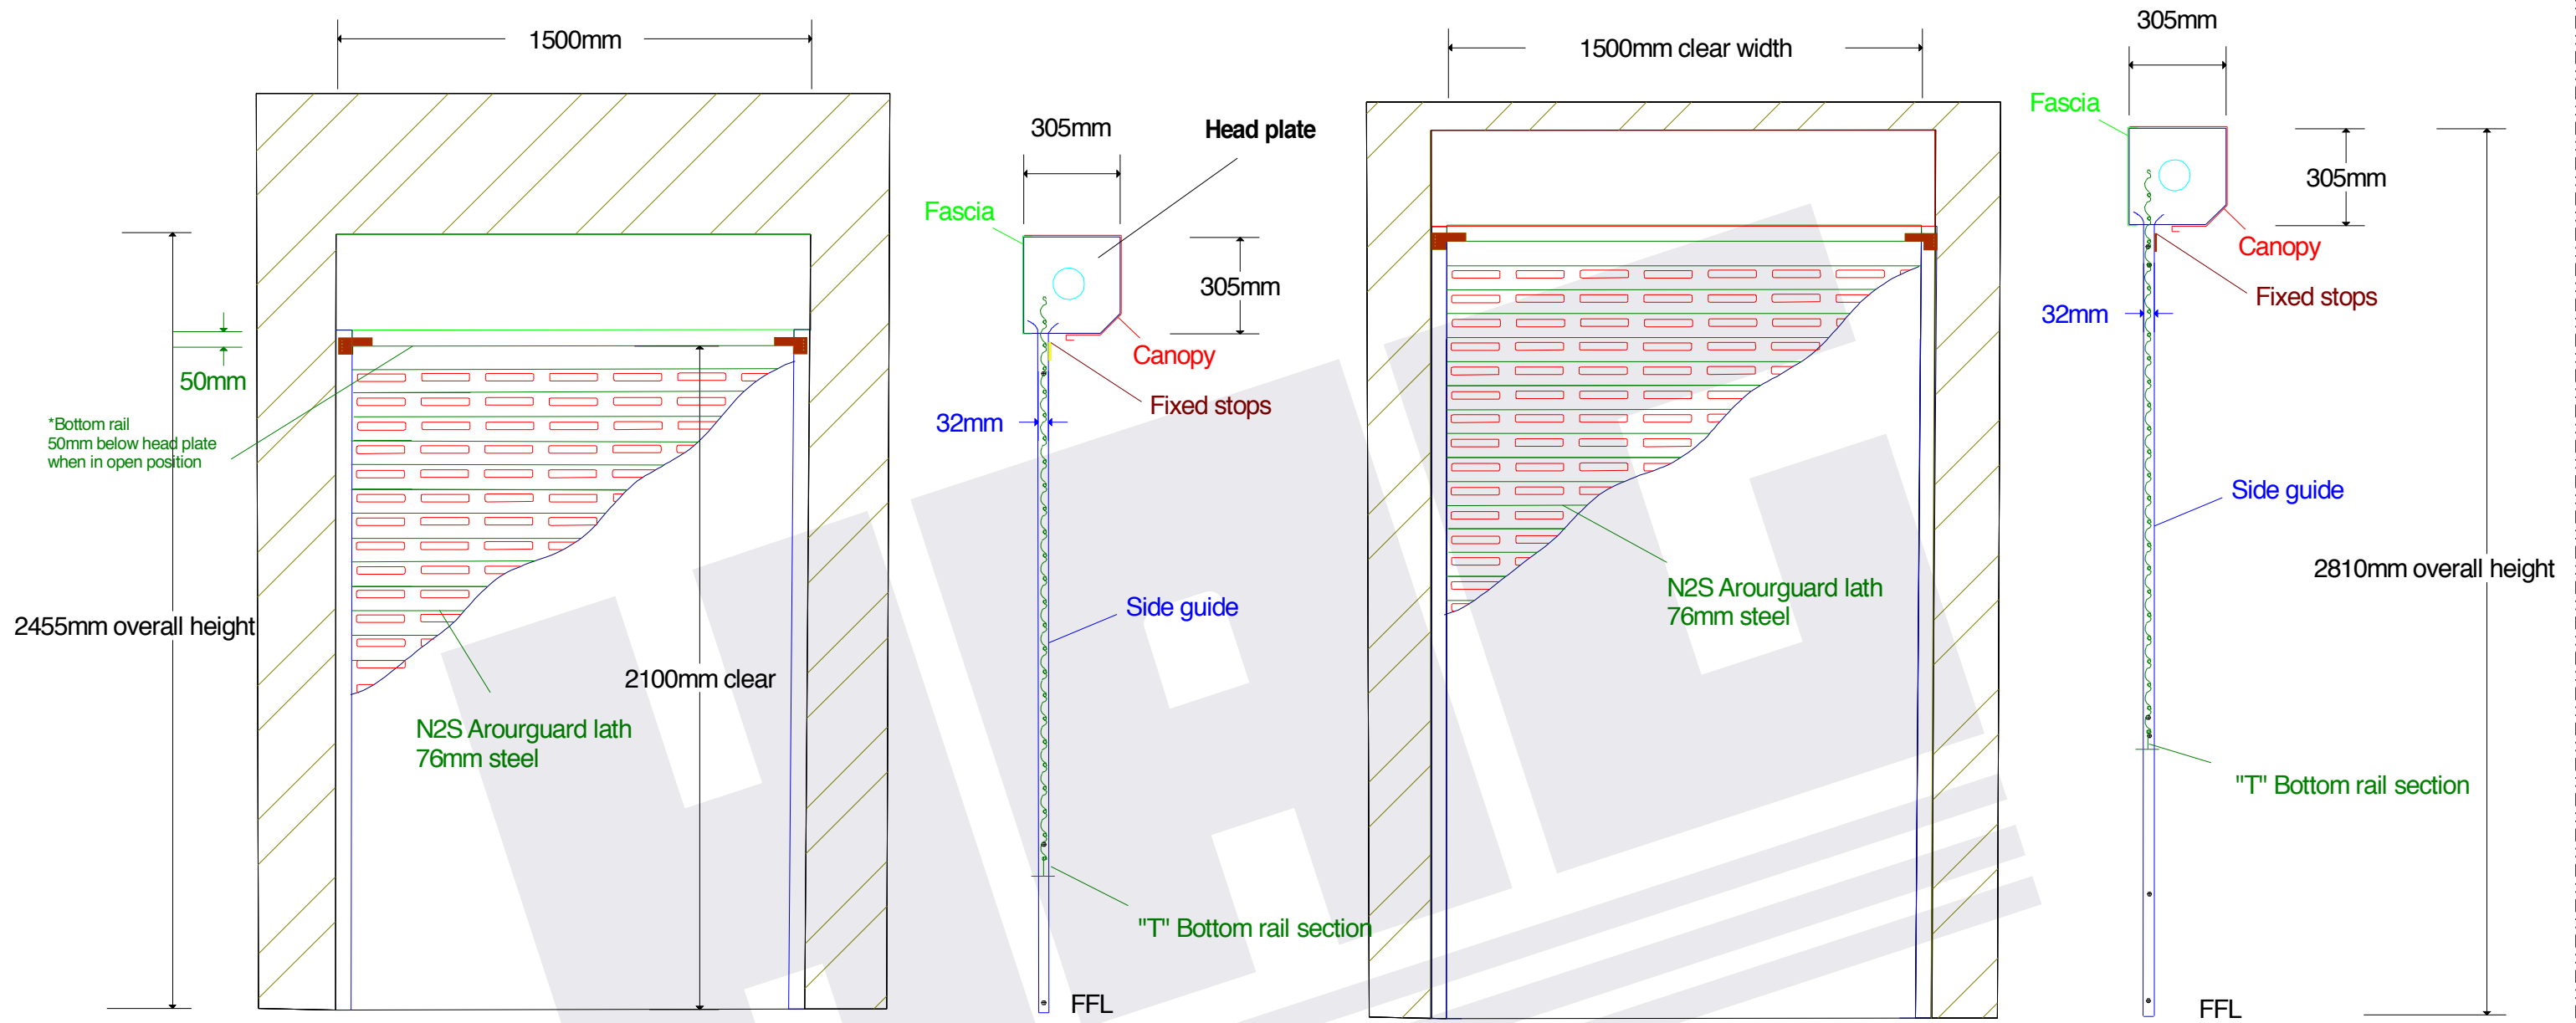 1500mm
2455mm overall height
50mm
*Bottom rail
50mm below head plate
when in open position
N2S Arourguard lath
76mm steel
2100mm clear
305mm
Head plate
Fascia
305mm
Canopy
Fixed stops
32mm
Side guide
"T" Bottom rail section
FFL
1500mm clear width
N2S Arourguard lath
76mm steel
305mm
Fascia
305mm
Canopy
Fixed stops
32mm
Side guide
2810mm overall height
"T" Bottom rail section
FFL